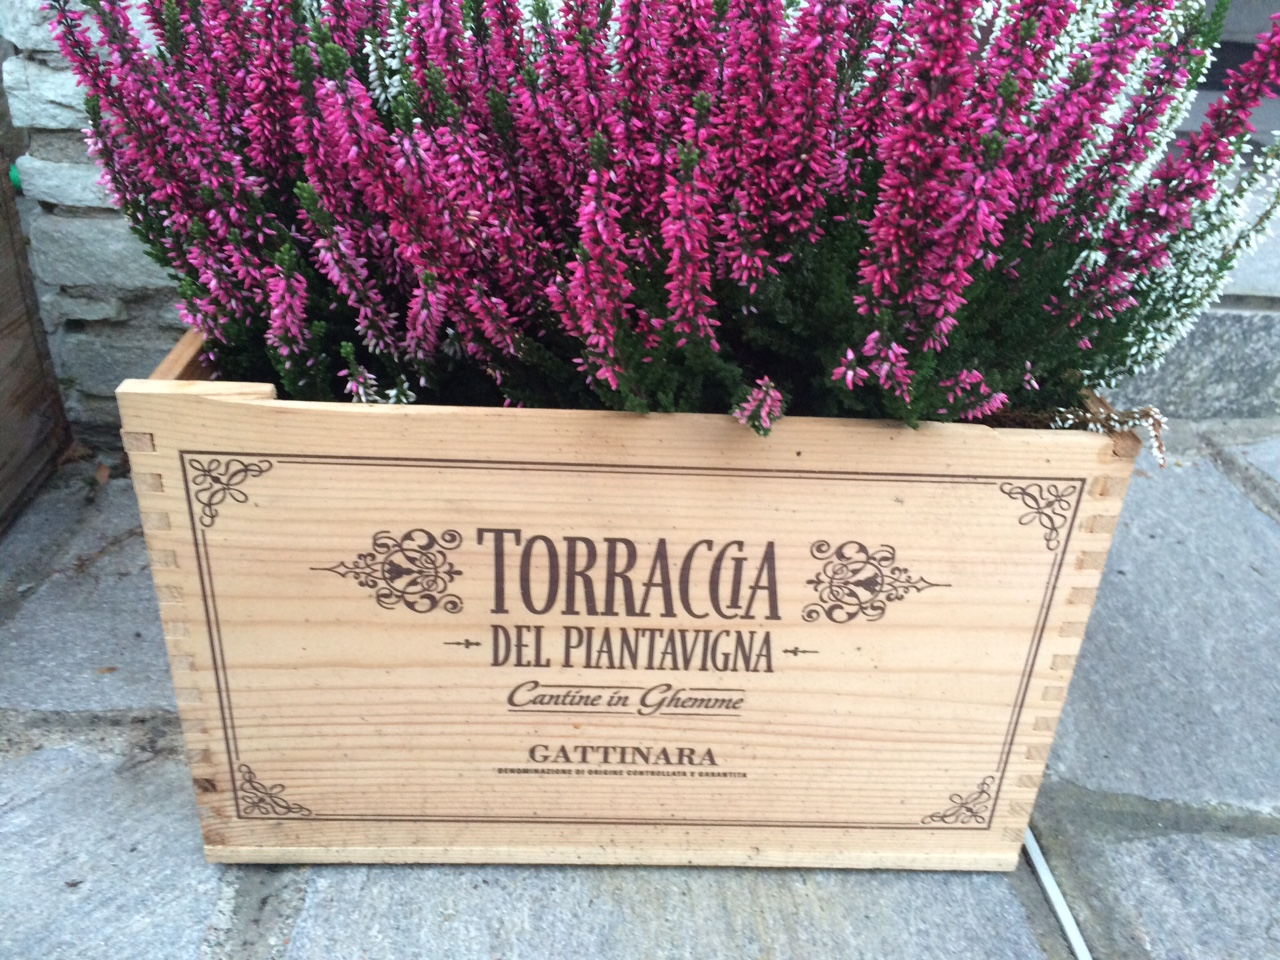 TORRACCIA
DEL PIANTAVIGNA
Cantine in Ghemme
GATTINARA
DENOMINAZIONE DI ORIGINE CONTROLLATA E GARANTITA